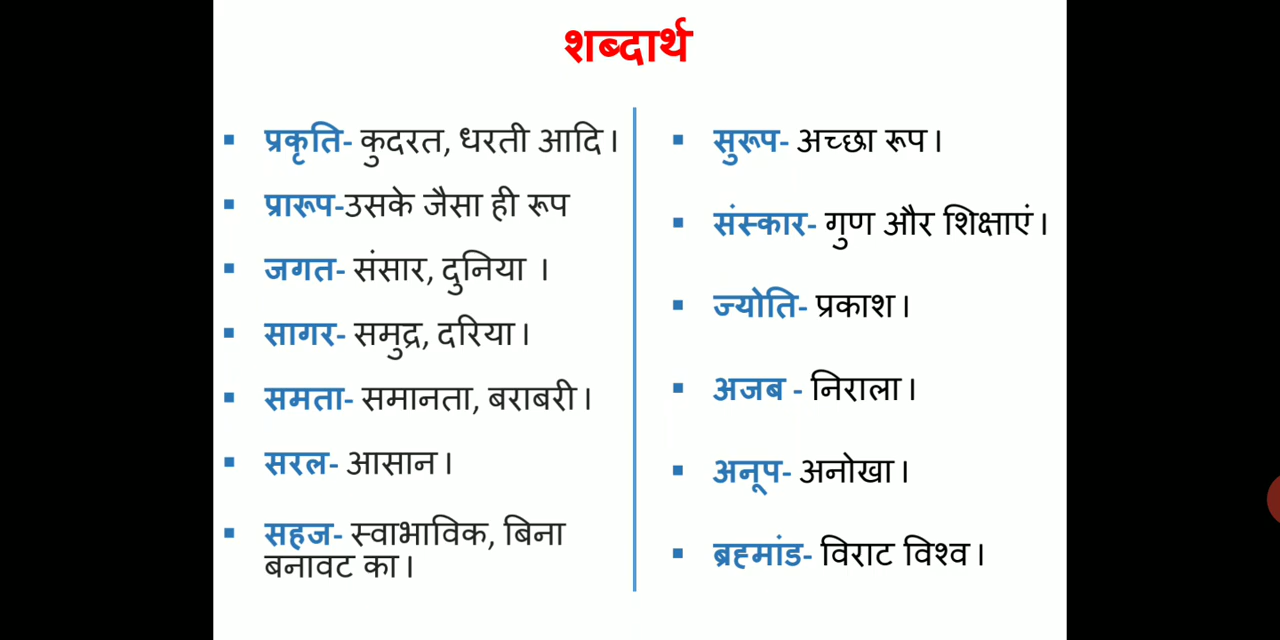 शब्दार्थ
▪ प्रकृति- कुदरत, धरती आदि।
▪ प्रारूप-उसके जैसा ही रूप
▪ जगत- संसार, दुनिया ।
▪ सागर- समुद्र, दरिया।
▪ समता- समानता, बराबरी।
▪ सरल- आसान।
▪ सहज- स्वाभाविक, बिना
बनावट का।
▪ सुरूप- अच्छा रूप।
▪ संस्कार- गुण और शिक्षाएं।
▪ ज्योति- प्रकाश।
▪ अजब - निराला।
▪ अनूप- अनोखा।
▪ ब्रह्मांड- विराट विश्व।